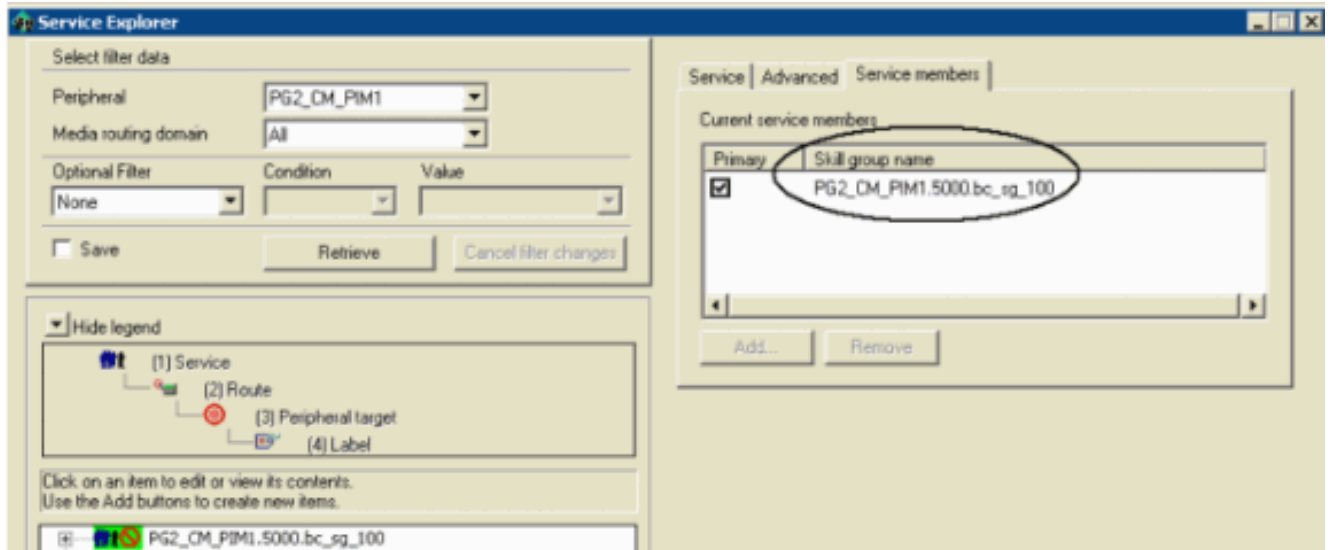 Service Explorer
Select filter data
Peripheral
PG2_CM_PIM1
Media routing domain
All
Optional Filter
Condition
Value
None
Save
Retrieve
Cancel filter changes
Hide legend
(1) Service
(2) Route
(3) Peripheral target
(4) Label
Click on an item to edit or view its contents.
Use the Add buttons to create new items.
PG2_CM_PIM1.5000.bc_sg_100
Service
Advanced
Service members
Current service members
Primary
Skill group name
PG2_CM_PIM1.5000.bc_sg_100
Add...
Remove